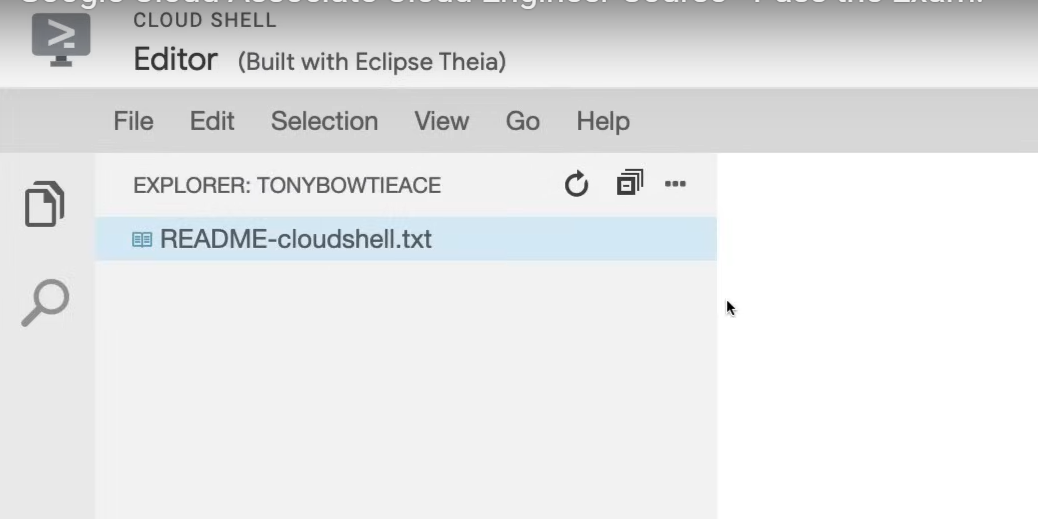 Google Cloud Associate Cloud Engineer Course - Pass the Exam!
CLOUD SHELL
Editor (Built with Eclipse Theia)
File Edit Selection View Go Help
EXPLORER: TONYBOWTIEACE
README-cloudshell.txt